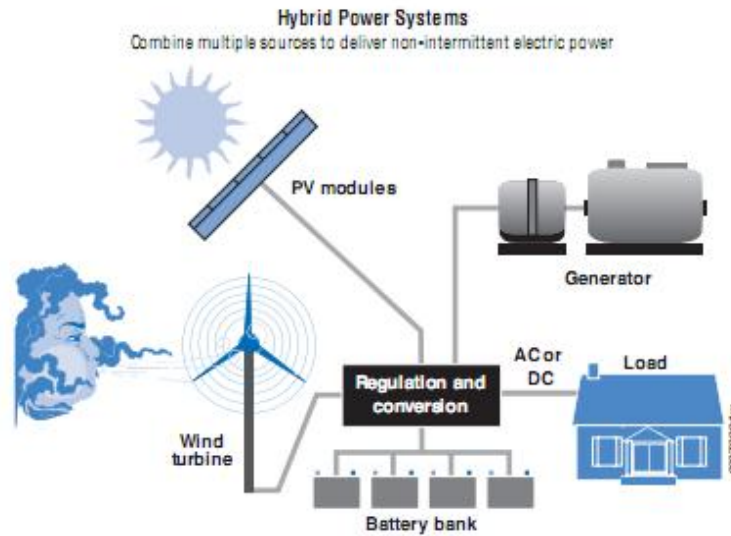 Hybrid Power Systems
Combine multiple sources to deliver non-intermittent electric power
PV modules
Generator
AC or
DC
Load
Regulation and
conversion
Wind
turbine
Battery bank